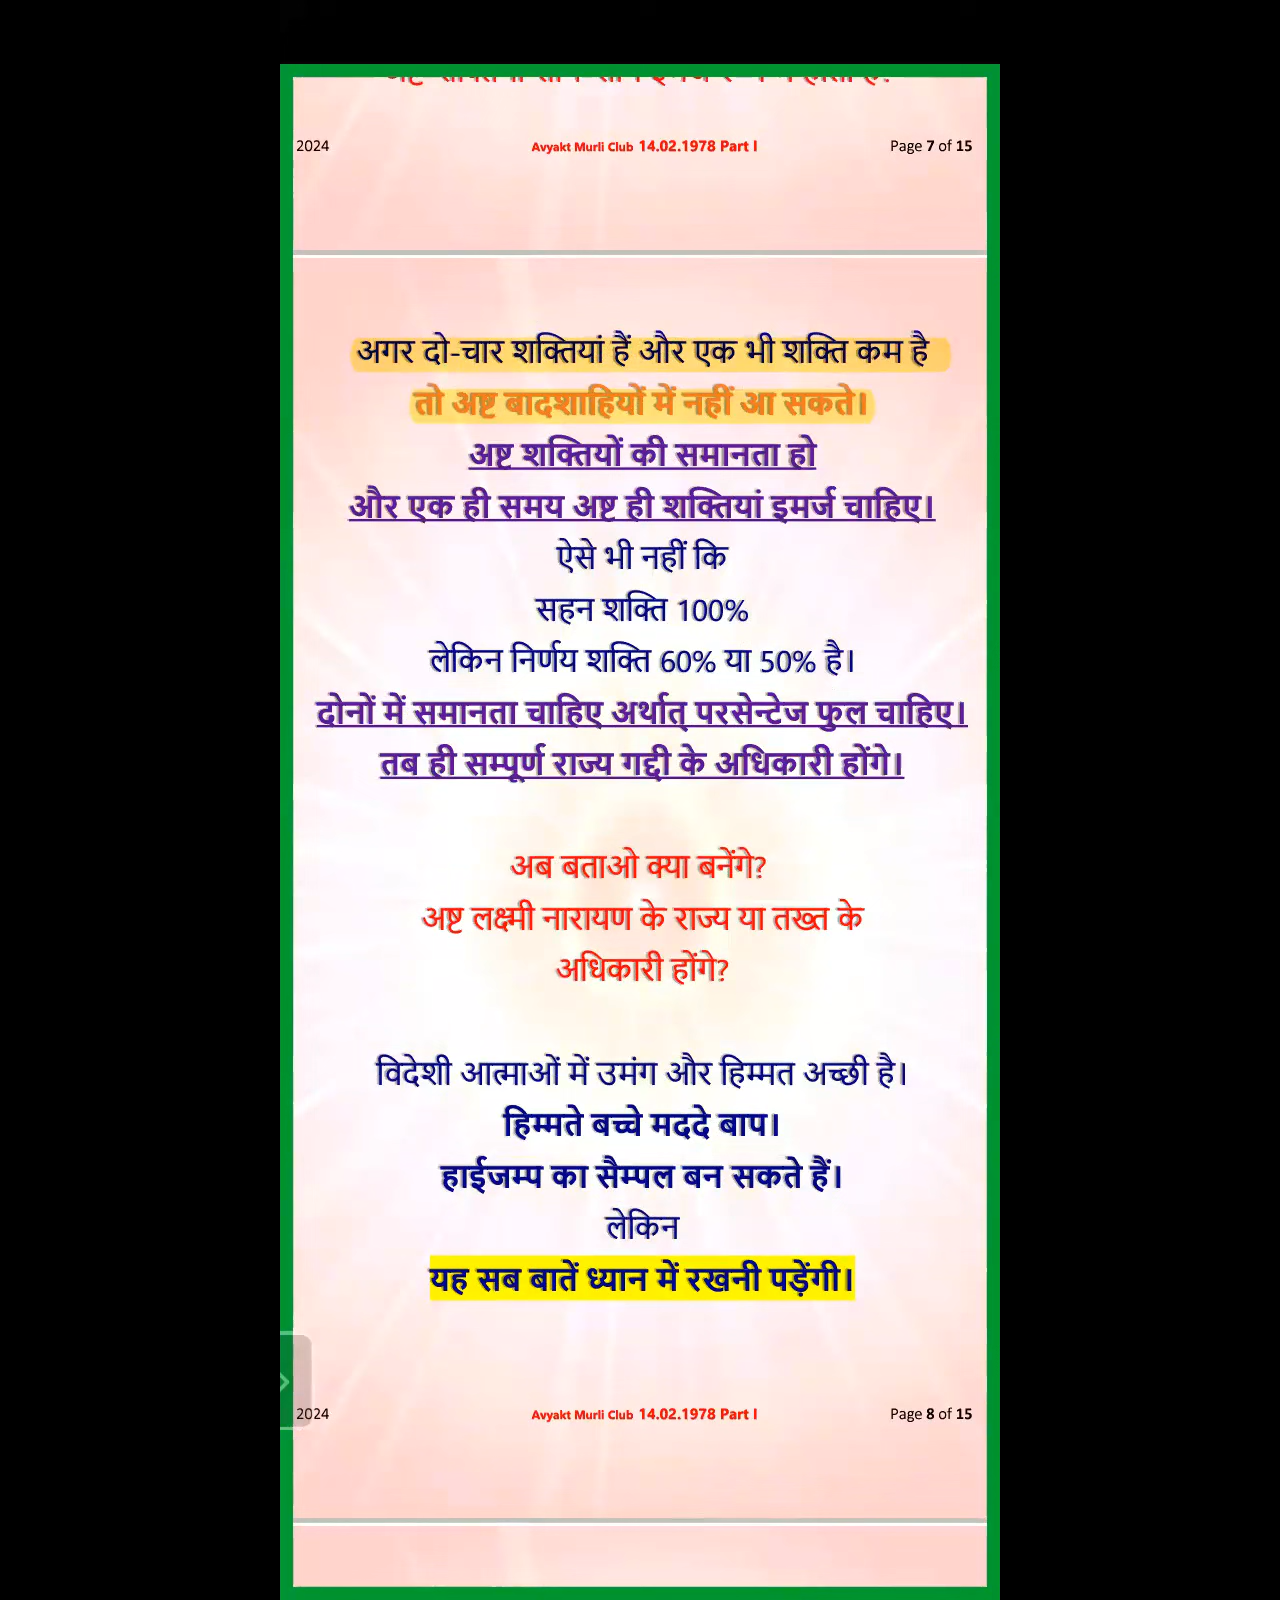 2024 Avyakt Murli Club 14.02.1978 Part I Page 7 of 15
अगर दो-चार शक्तियां हैं और एक भी शक्ति कम है
तो अष्ट बादशाहियों में नहीं आ सकते।
अष्ट शक्तियों की समानता हो
और एक ही समय अष्ट ही शक्तियां इमर्ज चाहिए।
ऐसे भी नहीं कि
सहन शक्ति 100%
लेकिन निर्णय शक्ति 60% या 50% है।
दोनों में समानता चाहिए अर्थात् परसेन्टेज फुल चाहिए।
तब ही सम्पूर्ण राज्य गद्दी के अधिकारी होंगे।
अब बताओ क्या बनेंगे?
अष्ट लक्ष्मी नारायण के राज्य या तख्त के
अधिकारी होंगे?
विदेशी आत्माओं में उमंग और हिम्मत अच्छी है।
हिम्मते बच्चे मददे बाप।
हाईजम्प का सैम्पल बन सकते हैं।
लेकिन
यह सब बातें ध्यान में रखनी पड़ेंगी।
2024 Avyakt Murli Club 14.02.1978 Part I Page 8 of 15